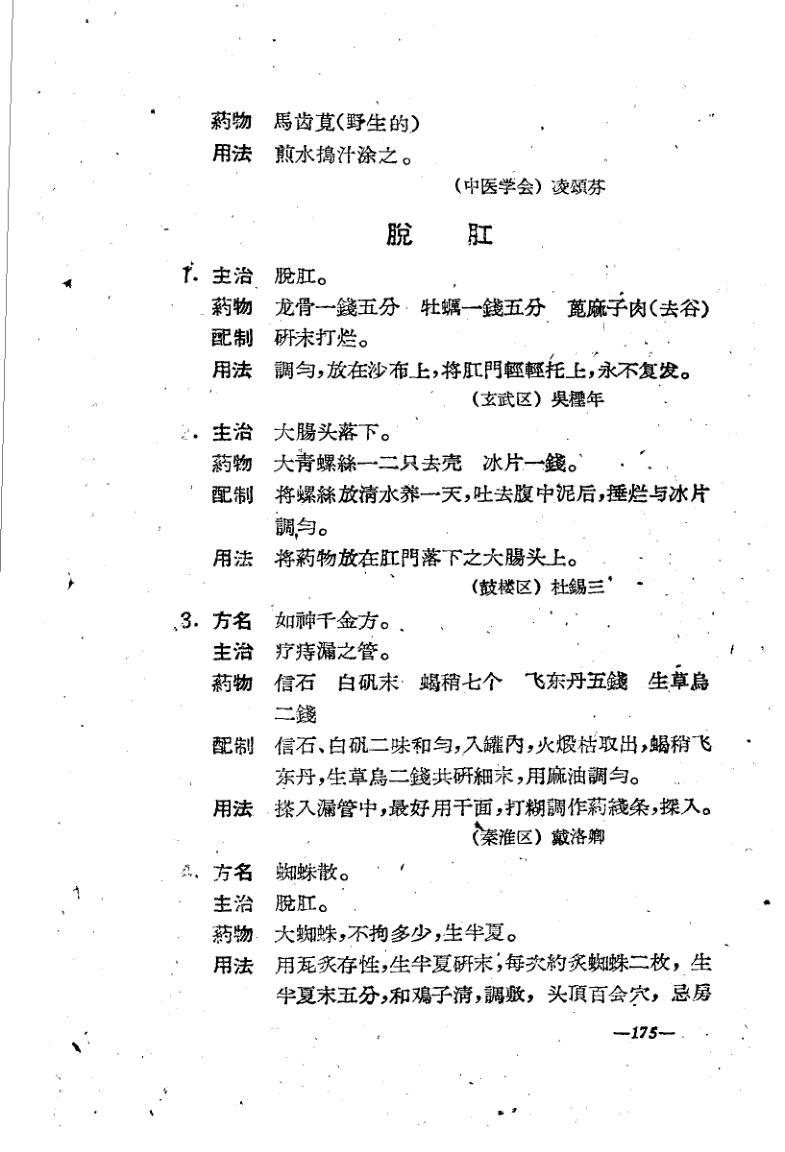 葯物　馬齿莧(野生的)
用法　煎水搗汁涂之。
(中医学会) 凌頌芬
脫　肛
1. 主治　脫肛。
葯物　龙骨一錢五分　牡蠣一錢五分　萞麻子肉(去谷)
配制　研末打烂。
用法　調勻,放在沙布上,将肛門輕輕托上,永不复发。
(玄武区) 吳檉年
2. 主治　大腸头落下。
葯物　大青螺絲一二只去壳　冰片一錢。
配制　将螺絲放清水养一天,吐去腹中泥后,捶烂与冰片
調勻。
用法　将葯物放在肛門落下之大腸头上。
(鼓楼区) 杜錫三
3. 方名　如神千金方。
主治　疗痔漏之管。
葯物　信石　白矾末　蝎稍七个　飞东丹五錢　生草烏
二錢
配制　信石、白矾二味和勻,入罐內,火煅枯取出,蝎稍飞
东丹,生草烏二錢共研細末,用麻油調勻。
用法　搽入漏管中,最好用干面,打糊調作葯綫条,探入。
(秦淮区) 戴洛卿
4. 方名　蜘蛛散。
主治　脫肛。
葯物　大蜘蛛,不拘多少,生半夏。
用法　用瓦炙存性,生半夏研末,每次約炙蜘蛛二枚，生
半夏末五分,和鳮子清,調敷，头頂百会穴，忌房
—175—